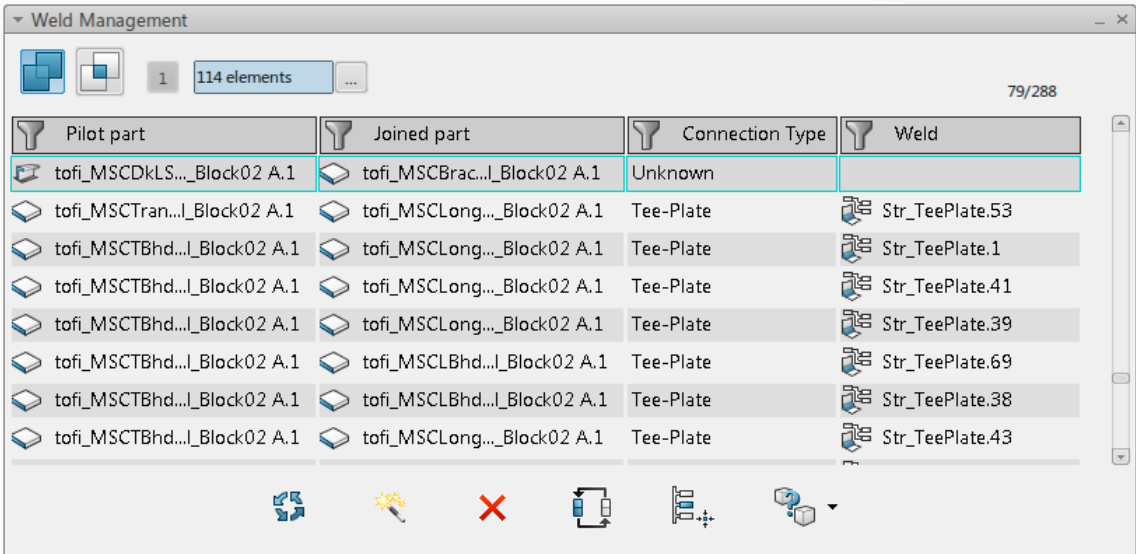 Weld Management
1 114 elements ...
79/288
Pilot part Joined part Connection Type Weld
tofi_MSCDkLS..._Block02 A.1 tofi_MSCBrac...l_Block02 A.1 Unknown
tofi_MSCTran...l_Block02 A.1 tofi_MSCLong..._Block02 A.1 Tee-Plate Str_TeePlate.53
tofi_MSCTBhd...l_Block02 A.1 tofi_MSCLong..._Block02 A.1 Tee-Plate Str_TeePlate.1
tofi_MSCTBhd...l_Block02 A.1 tofi_MSCLong..._Block02 A.1 Tee-Plate Str_TeePlate.41
tofi_MSCTBhd...l_Block02 A.1 tofi_MSCLong..._Block02 A.1 Tee-Plate Str_TeePlate.39
tofi_MSCTBhd...l_Block02 A.1 tofi_MSCLBhd...l_Block02 A.1 Tee-Plate Str_TeePlate.69
tofi_MSCTBhd...l_Block02 A.1 tofi_MSCLBhd...l_Block02 A.1 Tee-Plate Str_TeePlate.38
tofi_MSCTBhd...l_Block02 A.1 tofi_MSCLong..._Block02 A.1 Tee-Plate Str_TeePlate.43